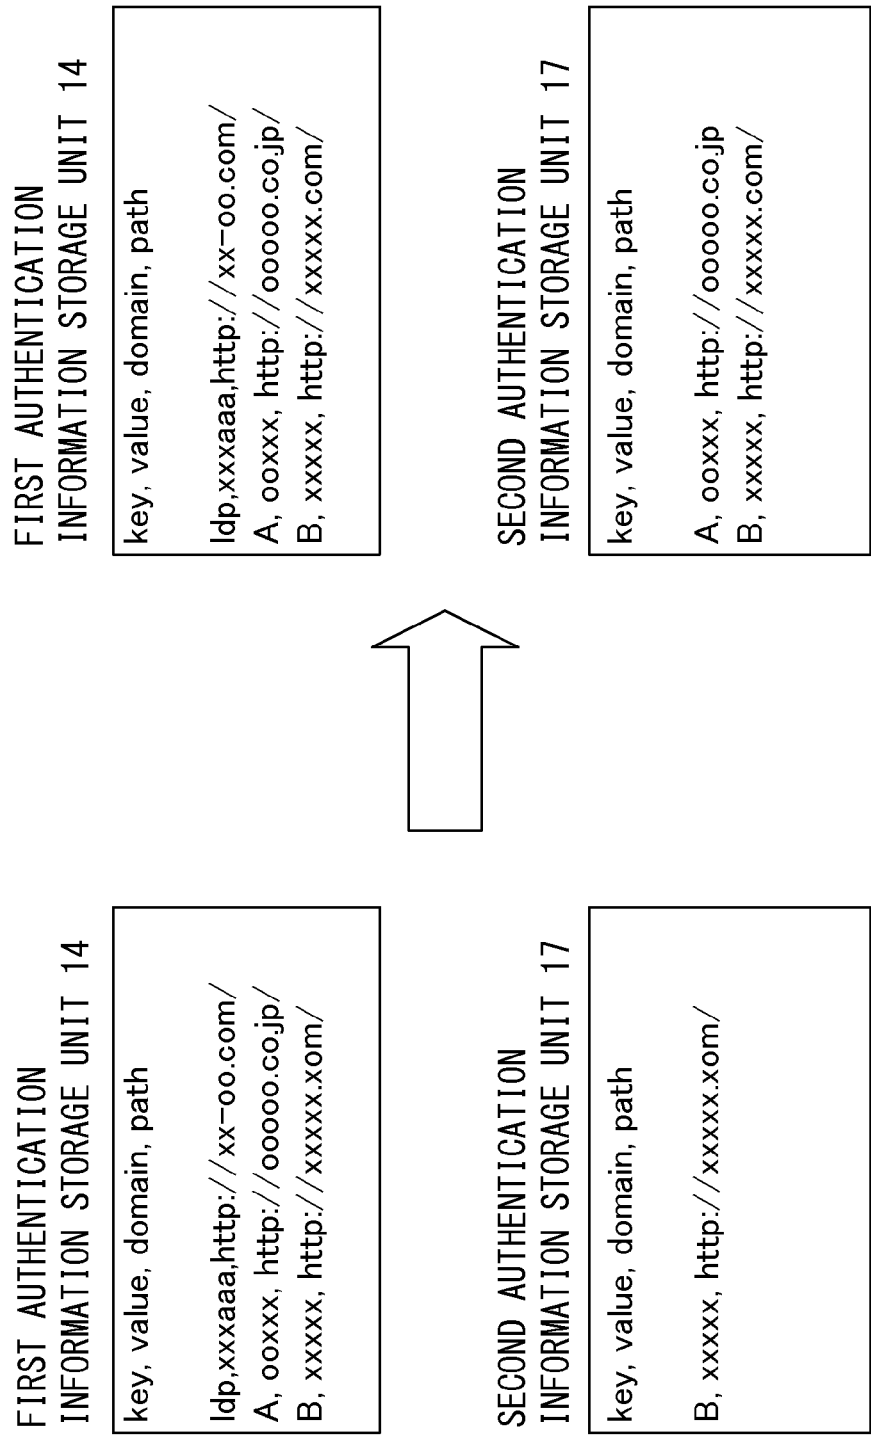 FIRST AUTHENTICATION
INFORMATION STORAGE UNIT 14
key, value, domain, path
Idp,xxxaaa,http://xx-oo.com/
A, ooxxx, http://ooooo.co.jp/
B, xxxxx, http://xxxxx.xom/
SECOND AUTHENTICATION
INFORMATION STORAGE UNIT 17
key, value, domain, path
B, xxxxx, http://xxxxx.xom/
FIRST AUTHENTICATION
INFORMATION STORAGE UNIT 14
key, value, domain, path
Idp,xxxaaa,http://xx-oo.com/
A, ooxxx, http://ooooo.co.jp/
B, xxxxx, http://xxxxx.com/
SECOND AUTHENTICATION
INFORMATION STORAGE UNIT 17
key, value, domain, path
A, ooxxx, http://ooooo.co.jp
B, xxxxx, http://xxxxx.com/